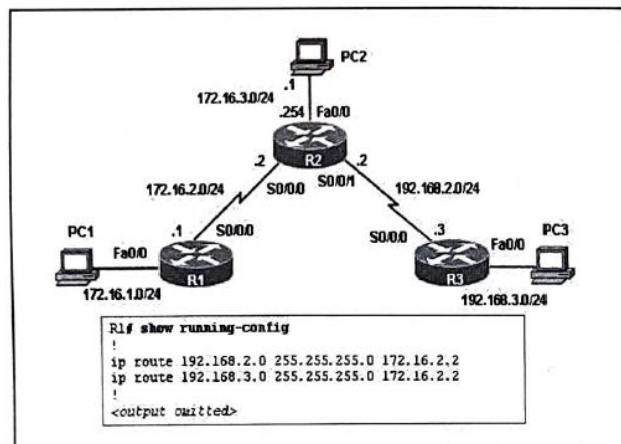 PC2
.1
172.16.3.0/24
.254 Fa0/0
R2
.2 .2
S0/0/0 S0/0/1
172.16.2.0/24
192.168.2.0/24
PC1
Fa0/0
.1 S0/0/0
R1
172.16.1.0/24
S0/0/0 .3
Fa0/0
PC3
R3
192.168.3.0/24
R1# show running-config
!
ip route 192.168.2.0 255.255.255.0 172.16.2.2
ip route 192.168.3.0 255.255.255.0 172.16.2.2
!
<output omitted>